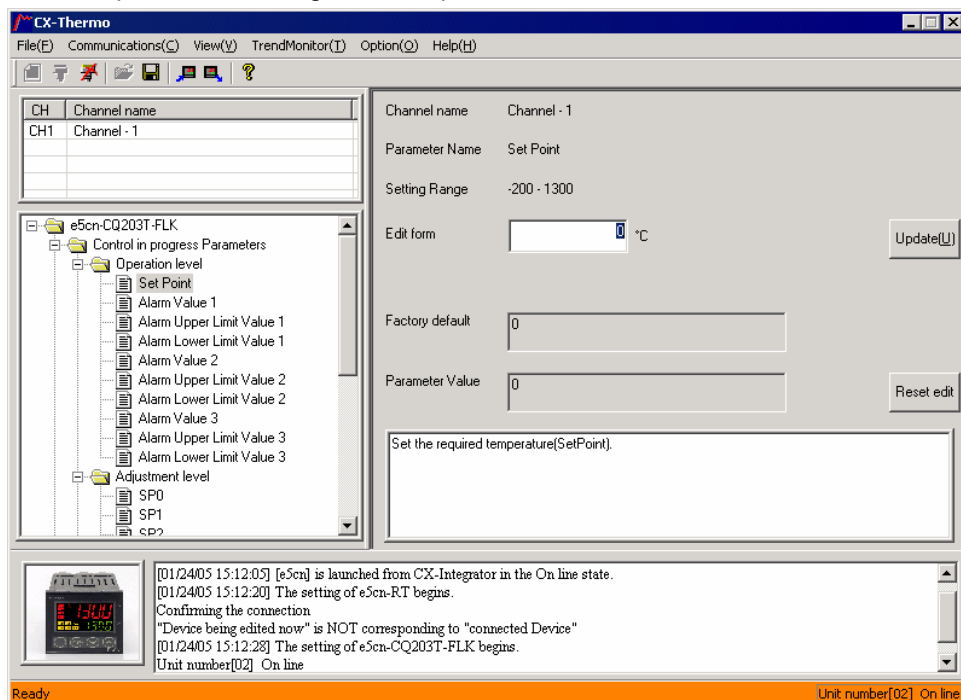 CX-Thermo
File(F) Communications(C) View(V) TrendMonitor(T) Option(O) Help(H)
CH Channel name
CH1 Channel - 1
Channel name Channel - 1
Parameter Name Set Point
Setting Range -200 - 1300
Edit form 0 °C
Update(U)
Factory default 0
Parameter Value 0
Reset edit
Set the required temperature(SetPoint).
e5cn-CQ203T-FLK
Control in progress Parameters
Operation level
Set Point
Alarm Value 1
Alarm Upper Limit Value 1
Alarm Lower Limit Value 1
Alarm Value 2
Alarm Upper Limit Value 2
Alarm Lower Limit Value 2
Alarm Value 3
Alarm Upper Limit Value 3
Alarm Lower Limit Value 3
Adjustment level
SP0
SP1
SP2
[01/24/05 15:12:05] [e5cn] is launched from CX-Integrator in the On line state.
[01/24/05 15:12:20] The setting of e5cn-RT begins.
Confirming the connection
"Device being edited now" is NOT corresponding to "connected Device"
[01/24/05 15:12:28] The setting of e5cn-CQ203T-FLK begins.
Unit number[02] On line
Ready Unit number[02] On line